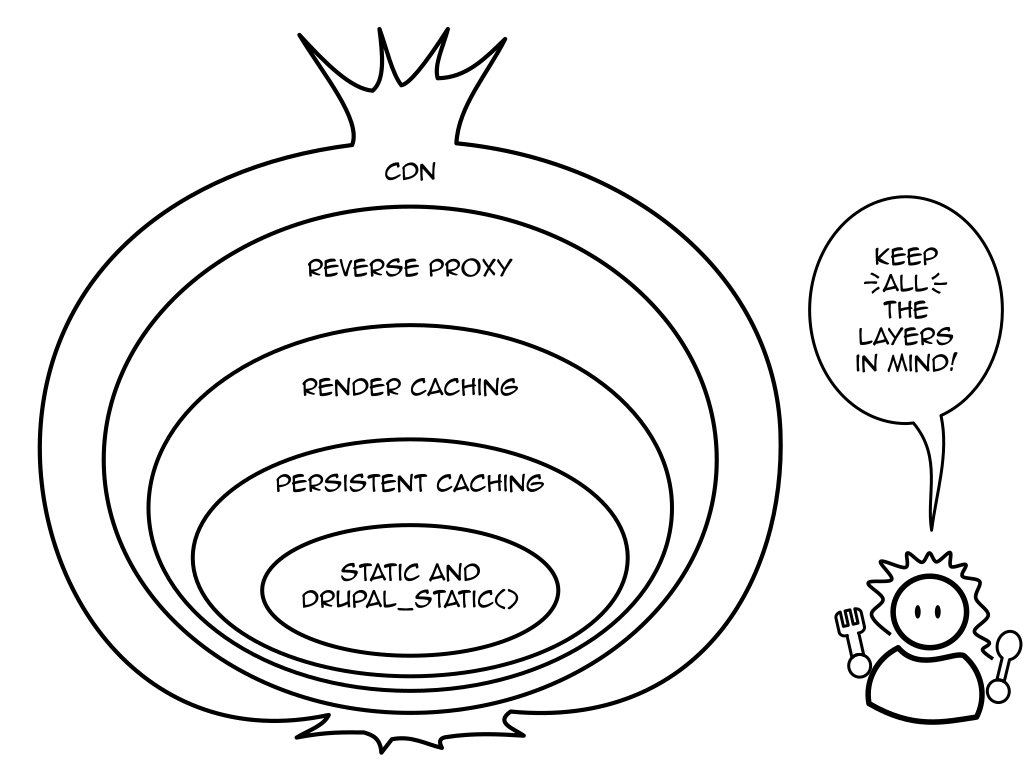 CDN
REVERSE PROXY
RENDER CACHING
PERSISTENT CACHING
STATIC AND
DRUPAL_STATIC()
KEEP
ALL
THE
LAYERS
IN MIND!